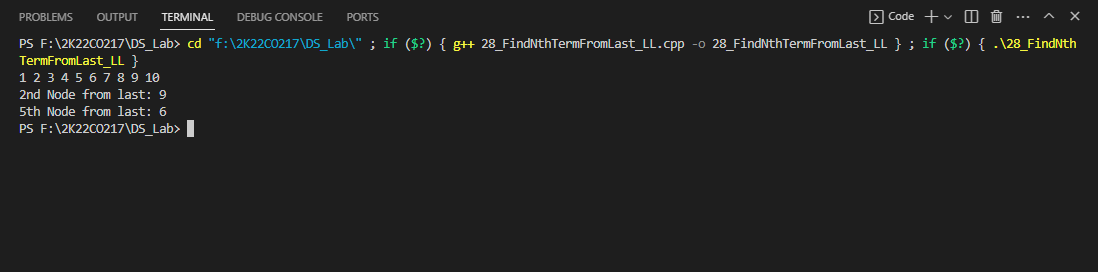 PROBLEMS OUTPUT TERMINAL DEBUG CONSOLE PORTS Code
PS F:\2K22CO217\DS_Lab> cd "f:\2K22CO217\DS_Lab\" ; if ($?) { g++ 28_FindNthTermFromLast_LL.cpp -o 28_FindNthTermFromLast_LL } ; if ($?) { .\28_FindNth
TermFromLast_LL }
1 2 3 4 5 6 7 8 9 10
2nd Node from last: 9
5th Node from last: 6
PS F:\2K22CO217\DS_Lab>